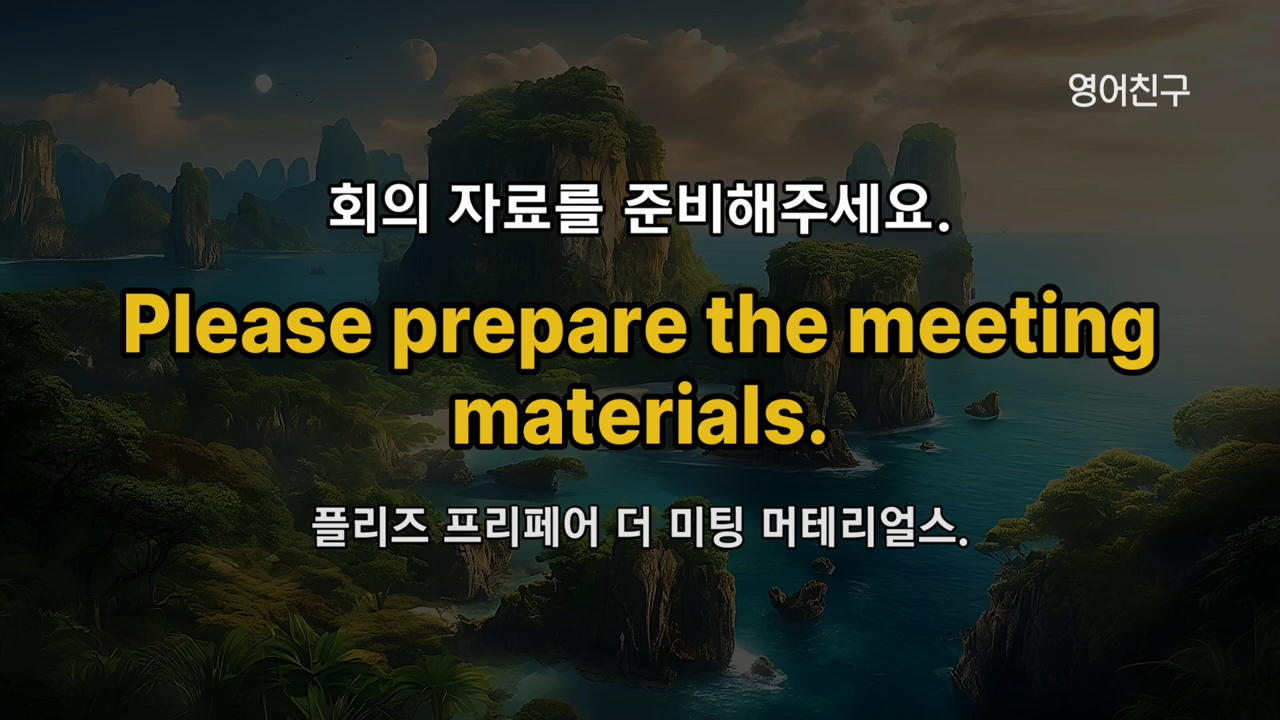 영어친구
회의 자료를 준비해주세요.
Please prepare the meeting
materials.
플리즈 프리페어 더 미팅 머테리얼스.